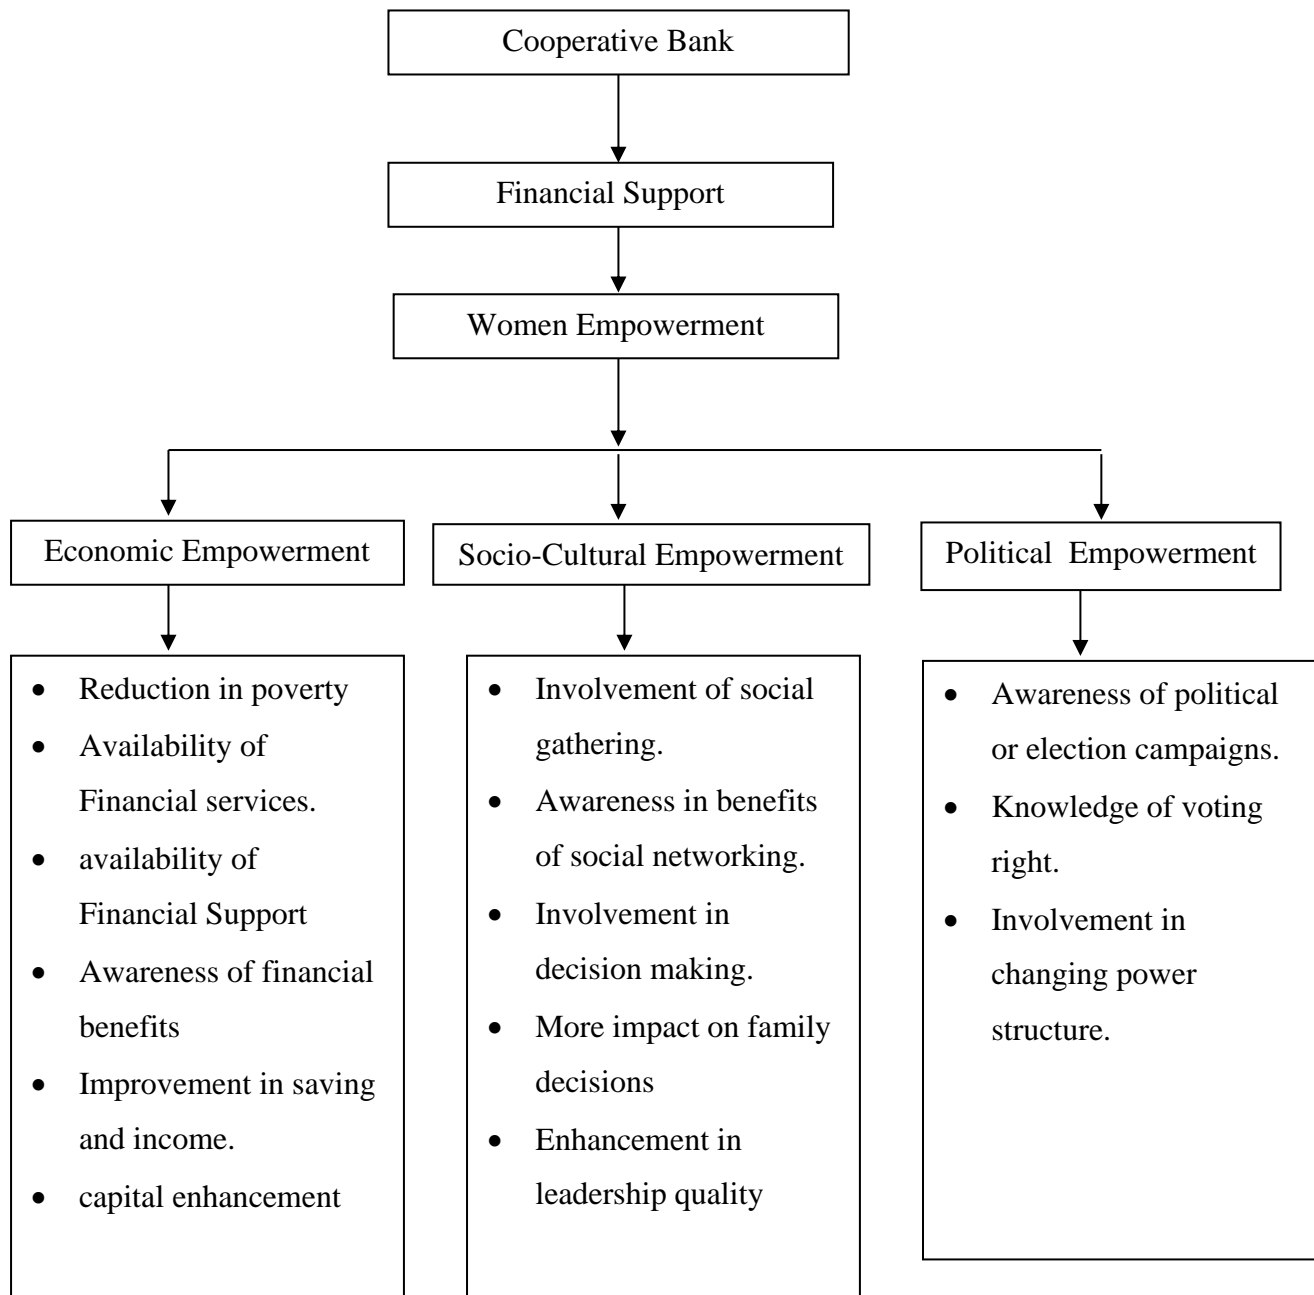 Cooperative Bank
Financial Support
Women Empowerment
Economic Empowerment
Socio-Cultural Empowerment
Political  Empowerment
• Reduction in poverty
• Availability of
Financial services.
• availability of
Financial Support
• Awareness of financial
benefits
• Improvement in saving
and income.
• capital enhancement
• Involvement of social
gathering.
• Awareness in benefits
of social networking.
• Involvement in
decision making.
• More impact on family
decisions
• Enhancement in
leadership quality
• Awareness of political
or election campaigns.
• Knowledge of voting
right.
• Involvement in
changing power
structure.